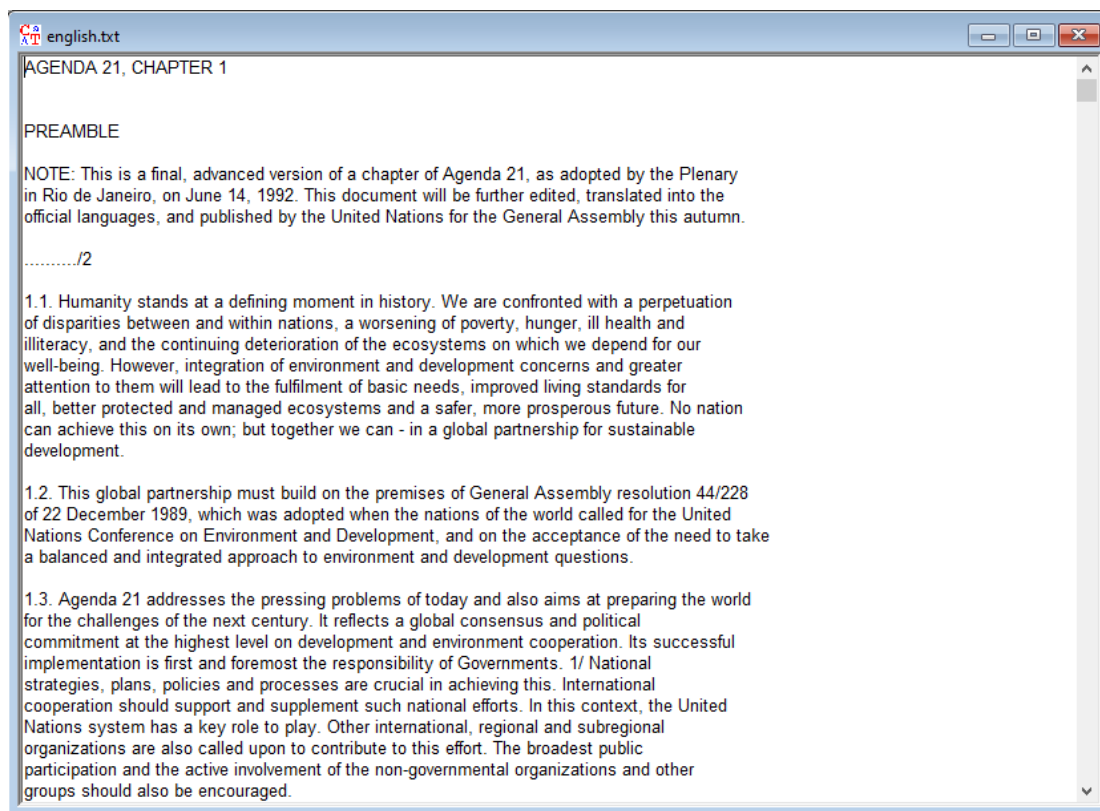 english.txt
AGENDA 21, CHAPTER 1
PREAMBLE
NOTE: This is a final, advanced version of a chapter of Agenda 21, as adopted by the Plenary
in Rio de Janeiro, on June 14, 1992. This document will be further edited, translated into the
official languages, and published by the United Nations for the General Assembly this autumn.
........../2
1.1. Humanity stands at a defining moment in history. We are confronted with a perpetuation
of disparities between and within nations, a worsening of poverty, hunger, ill health and
illiteracy, and the continuing deterioration of the ecosystems on which we depend for our
well-being. However, integration of environment and development concerns and greater
attention to them will lead to the fulfilment of basic needs, improved living standards for
all, better protected and managed ecosystems and a safer, more prosperous future. No nation
can achieve this on its own; but together we can - in a global partnership for sustainable
development.
1.2. This global partnership must build on the premises of General Assembly resolution 44/228
of 22 December 1989, which was adopted when the nations of the world called for the United
Nations Conference on Environment and Development, and on the acceptance of the need to take
a balanced and integrated approach to environment and development questions.
1.3. Agenda 21 addresses the pressing problems of today and also aims at preparing the world
for the challenges of the next century. It reflects a global consensus and political
commitment at the highest level on development and environment cooperation. Its successful
implementation is first and foremost the responsibility of Governments. 1/ National
strategies, plans, policies and processes are crucial in achieving this. International
cooperation should support and supplement such national efforts. In this context, the United
Nations system has a key role to play. Other international, regional and subregional
organizations are also called upon to contribute to this effort. The broadest public
participation and the active involvement of the non-governmental organizations and other
groups should also be encouraged.